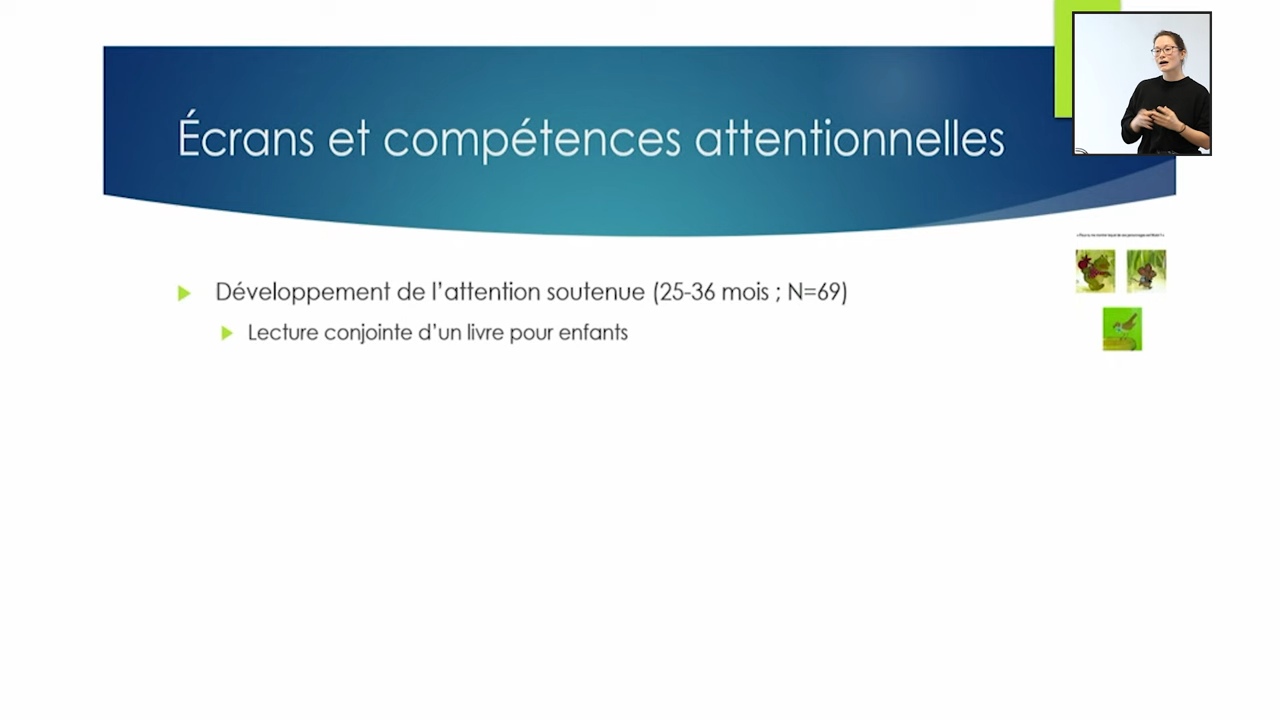 Écrans et compétences attentionnelles
Développement de l'attention soutenue (25-36 mois ; N=69)
Lecture conjointe d'un livre pour enfants